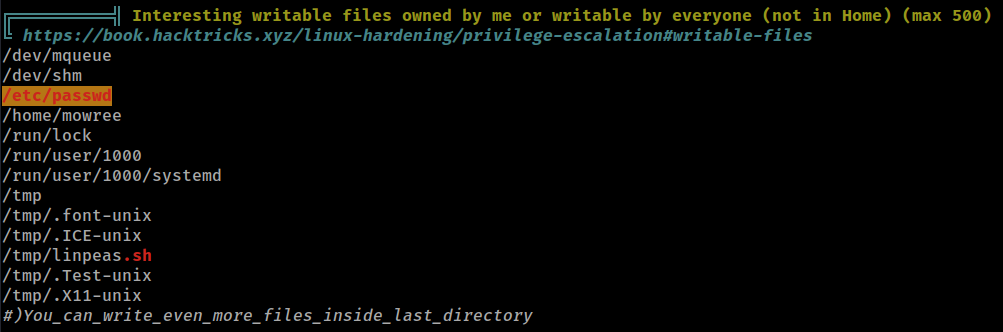 ╔══════════╣ Interesting writable files owned by me or writable by everyone (not in Home) (max 500)
╚ https://book.hacktricks.xyz/linux-hardening/privilege-escalation#writable-files
/dev/mqueue
/dev/shm
/etc/passwd
/home/mowree
/run/lock
/run/user/1000
/run/user/1000/systemd
/tmp
/tmp/.font-unix
/tmp/.ICE-unix
/tmp/linpeas.sh
/tmp/.Test-unix
/tmp/.X11-unix
#)You_can_write_even_more_files_inside_last_directory